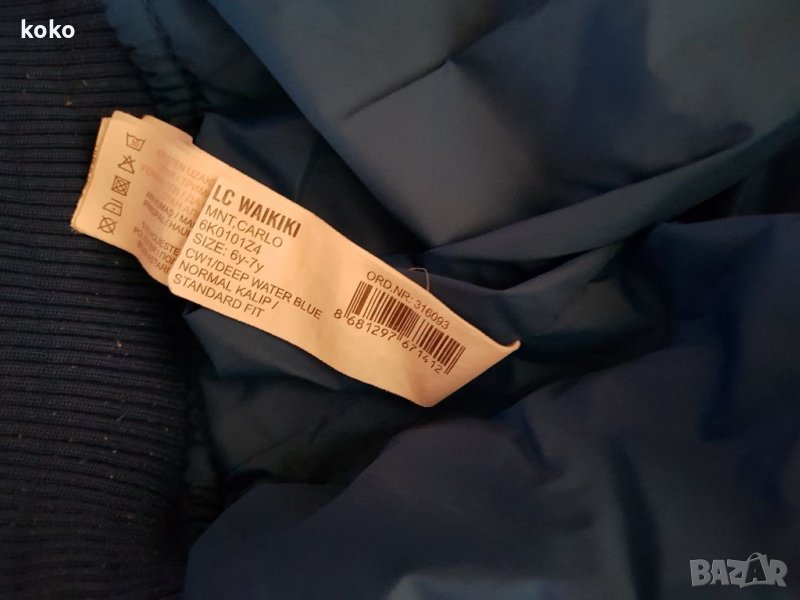 koko
LC WAIKIKI
MNT,CARLO
6K0101Z4
SIZE: 6y-7y
CW1/DEEP WATER BLUE
NORMAL KALIP /
STANDARD FIT
ORD.NR: 316093
8 681297 671412
BAZAR